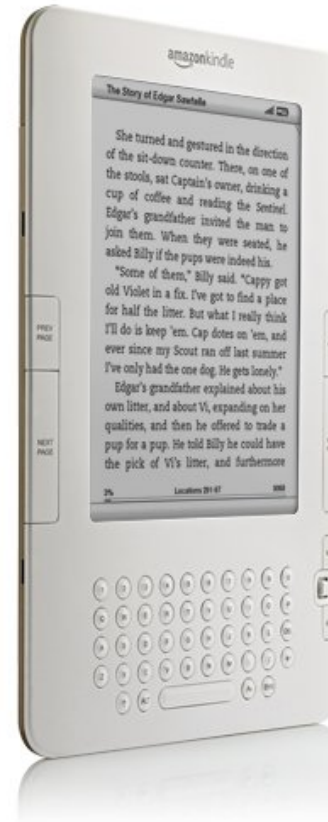 amazonkindle
The Story of Edgar Sawtelle
She turned and gestured in the direction
of the sit-down counter. There, on one of
the stools, sat Captain's owner, drinking a
cup of coffee and reading the Sentinel.
Edgar's grandfather invited the man to
join them. When they were seated, he
asked Billy if the pups were indeed his.
"Some of them," Billy said. "Cappy got
old Violet in a fix. I've got to find a place
for half the litter. But what I really think
I'll do is keep 'em. Cap dotes on 'em, and
ever since my Scout ran off last summer
I've only had the one dog. He gets lonely."
Edgar's grandfather explained about his
own litter, and about Vi, expanding on her
qualities, and then he offered to trade a
pup for a pup. He told Billy he could have
the pick of Vi's litter, and furthermore
3% Locations 261-67
PREV
PAGE
NEXT
PAGE